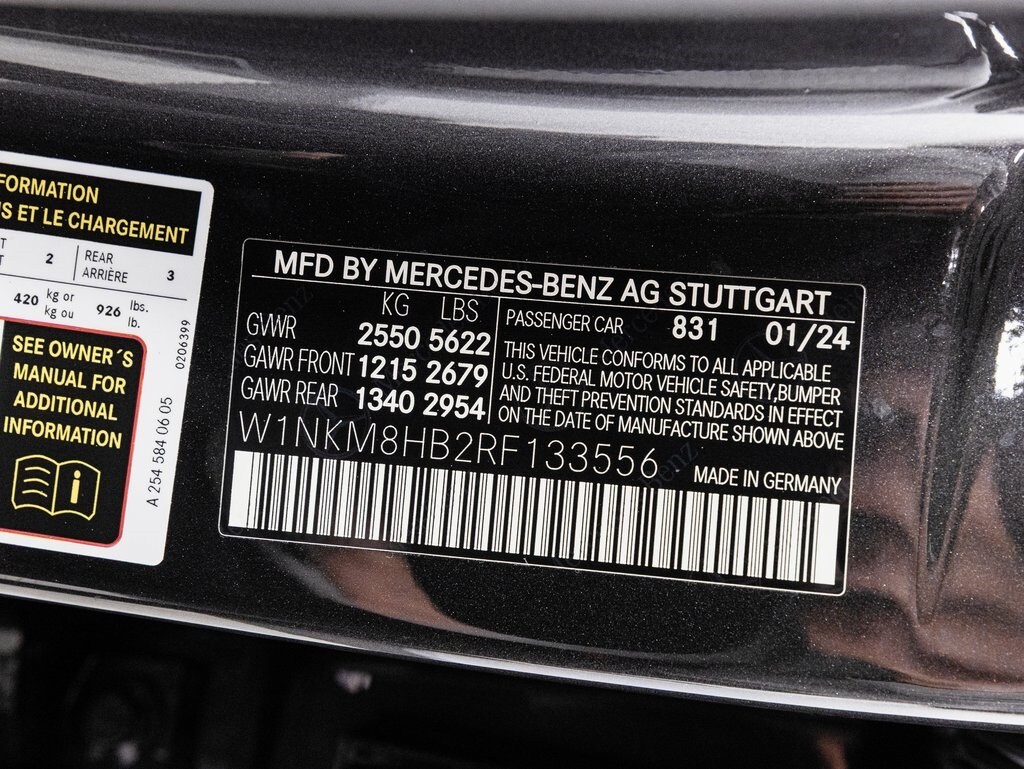 FORMATION
S ET LE CHARGEMENT
2 REAR ARRIÈRE 3
420 kg or kg ou 926 lbs. lb.
SEE OWNER´S
MANUAL FOR
ADDITIONAL
INFORMATION
i
0206399
A 254 584 06 05
MFD BY MERCEDES-BENZ AG STUTTGART
KG LBS
GVWR 2550 5622
GAWR FRONT 1215 2679
GAWR REAR 1340 2954
PASSENGER CAR 831 01/24
THIS VEHICLE CONFORMS TO ALL APPLICABLE
U.S. FEDERAL MOTOR VEHICLE SAFETY,BUMPER
AND THEFT PREVENTION STANDARDS IN EFFECT
ON THE DATE OF MANUFACTURE SHOWN ABOVE
W1NKM8HB2RF133556
MADE IN GERMANY